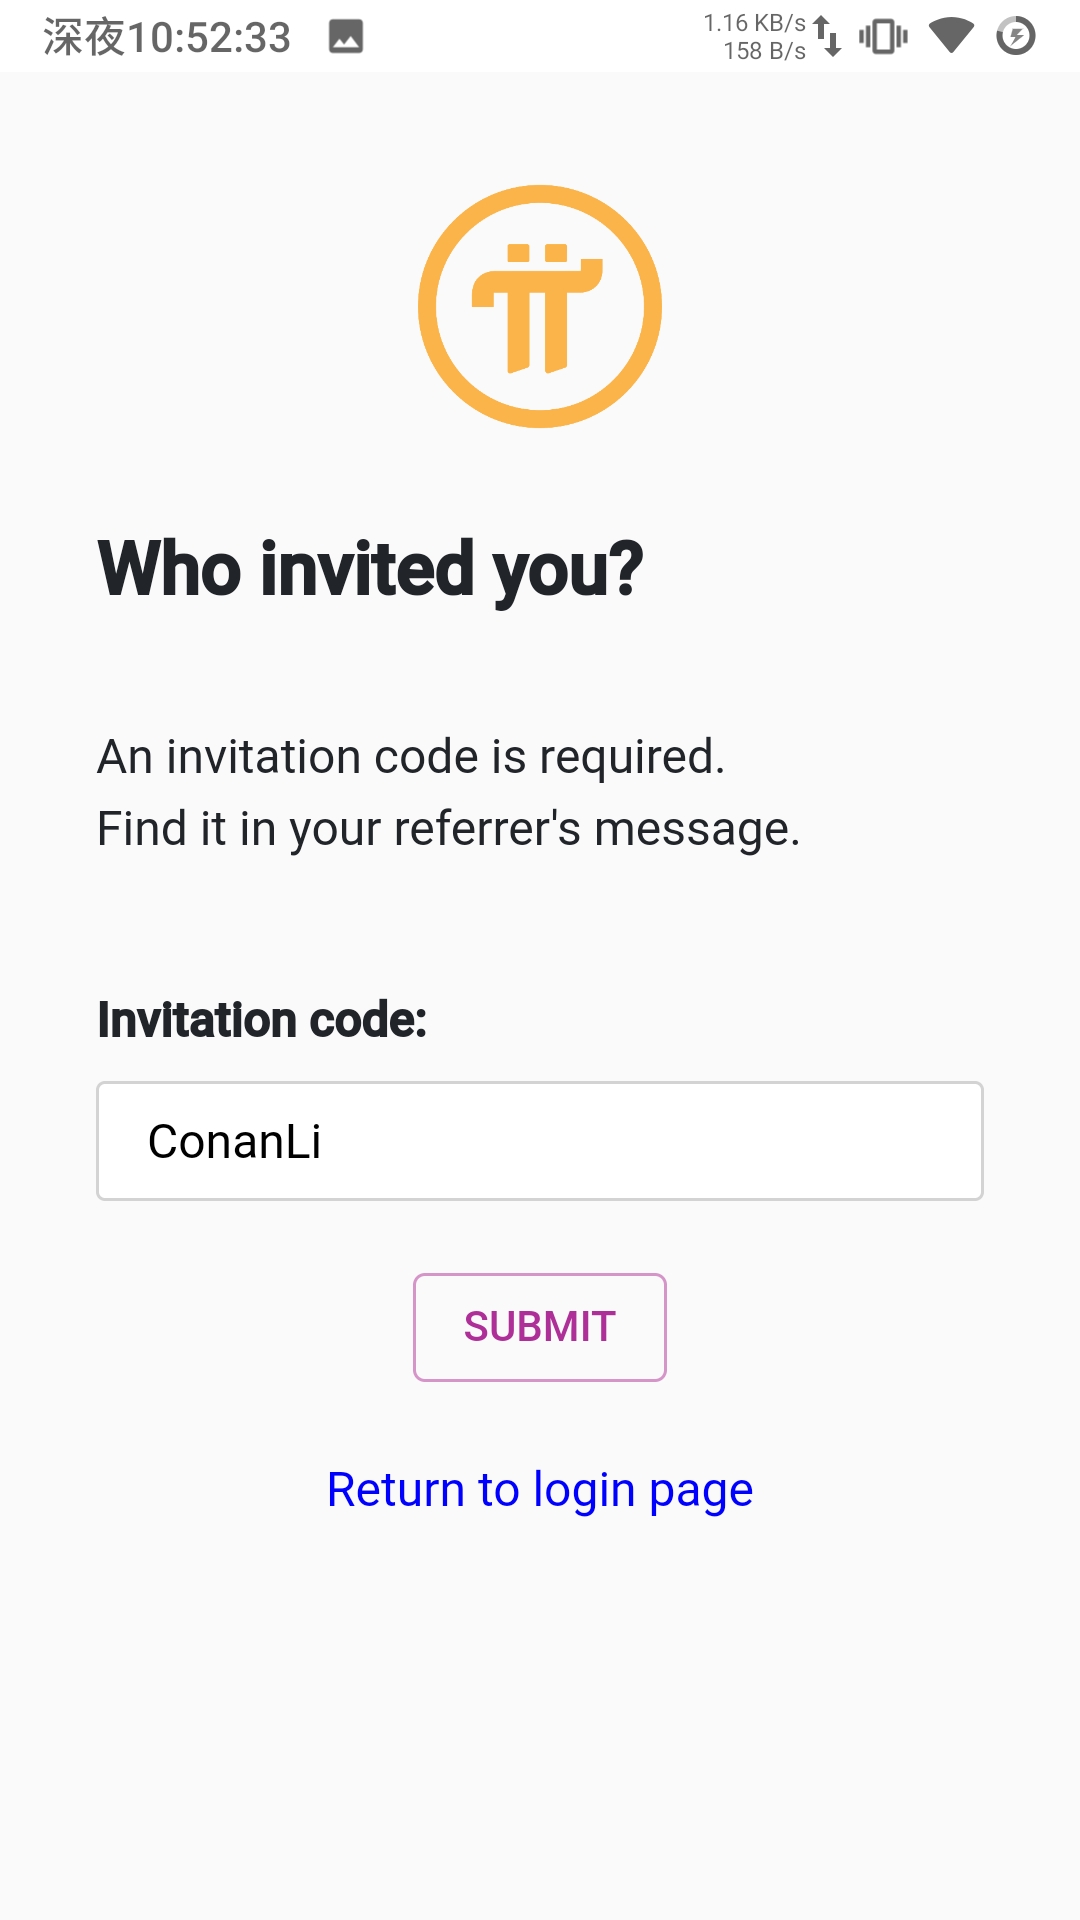 深夜10:52:33
1.16 KB/s
158 B/s
Who invited you?
An invitation code is required.
Find it in your referrer's message.
Invitation code:
ConanLi
SUBMIT
Return to login page